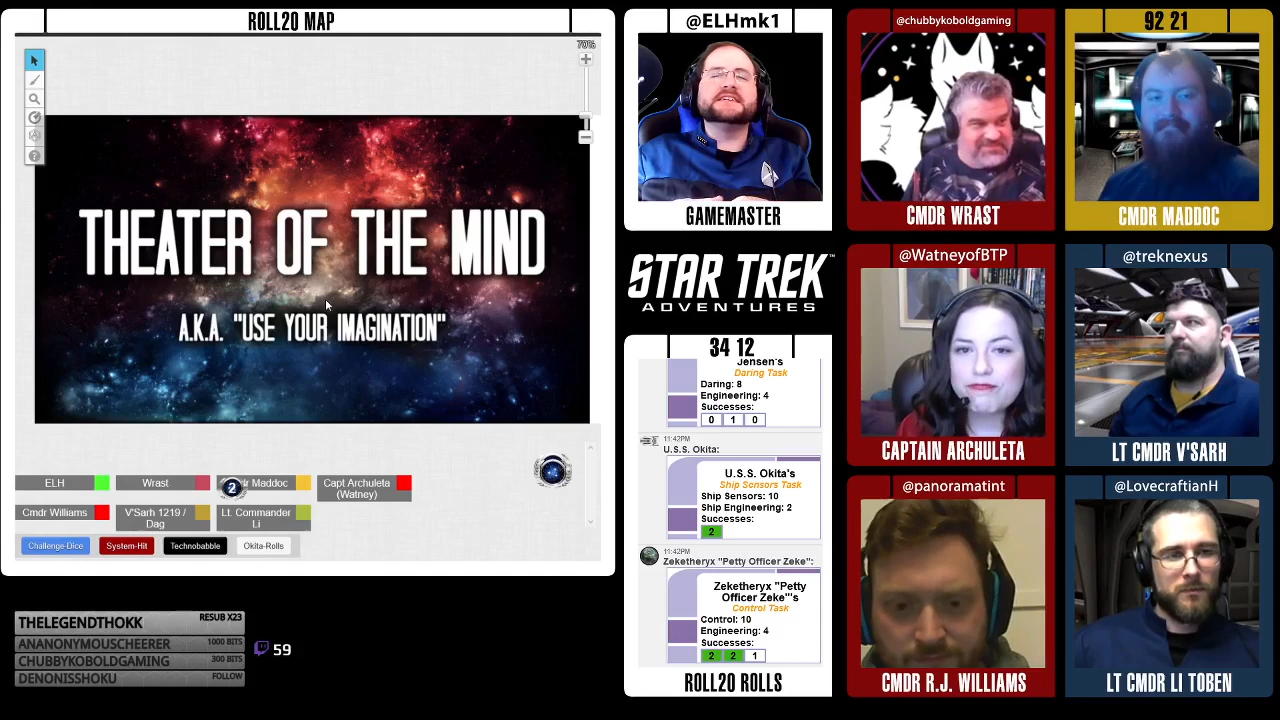 ROLL20 MAP
70%
THEATER OF THE MIND
A.K.A. "USE YOUR IMAGINATION"
ELH
Wrast
dr Maddoc
Capt Archuleta
(Watney)
2
Cmdr Williams
V'Sarh 1219 /
Dag
Lt. Commander
Li
Challenge-Dice
System-Hit
Technobabble
Okita-Rolls
THELEGENDTHOKK RESUB X23
ANANONYMOUSCHEERER 1000 BITS
CHUBBYKOBOLDGAMING 300 BITS
DENONISSHOKU FOLLOW
59
@ELHmk1
GAMEMASTER
STAR TREK™
ADVENTURES
34 12
Jensen's
Daring Task
Daring: 8
Engineering: 4
Successes:
0 1 0
11:42PM
U.S.S. Okita:
U.S.S. Okita's
Ship Sensors Task
Ship Sensors: 10
Ship Engineering: 2
Successes:
2
11:42PM
Zeketheryx "Petty Officer Zeke":
Zeketheryx "Petty
Officer Zeke"'s
Control Task
Control: 10
Engineering: 4
Successes:
2 2 1
ROLL20 ROLLS
@chubbykoboldgaming
CMDR WRAST
92 21
CMDR MADDOC
@WatneyofBTP
CAPTAIN ARCHULETA
@treknexus
LT CMDR V'SARH
@panoramatint
CMDR R.J. WILLIAMS
@LovecraftianH
LT CMDR LI TOBEN